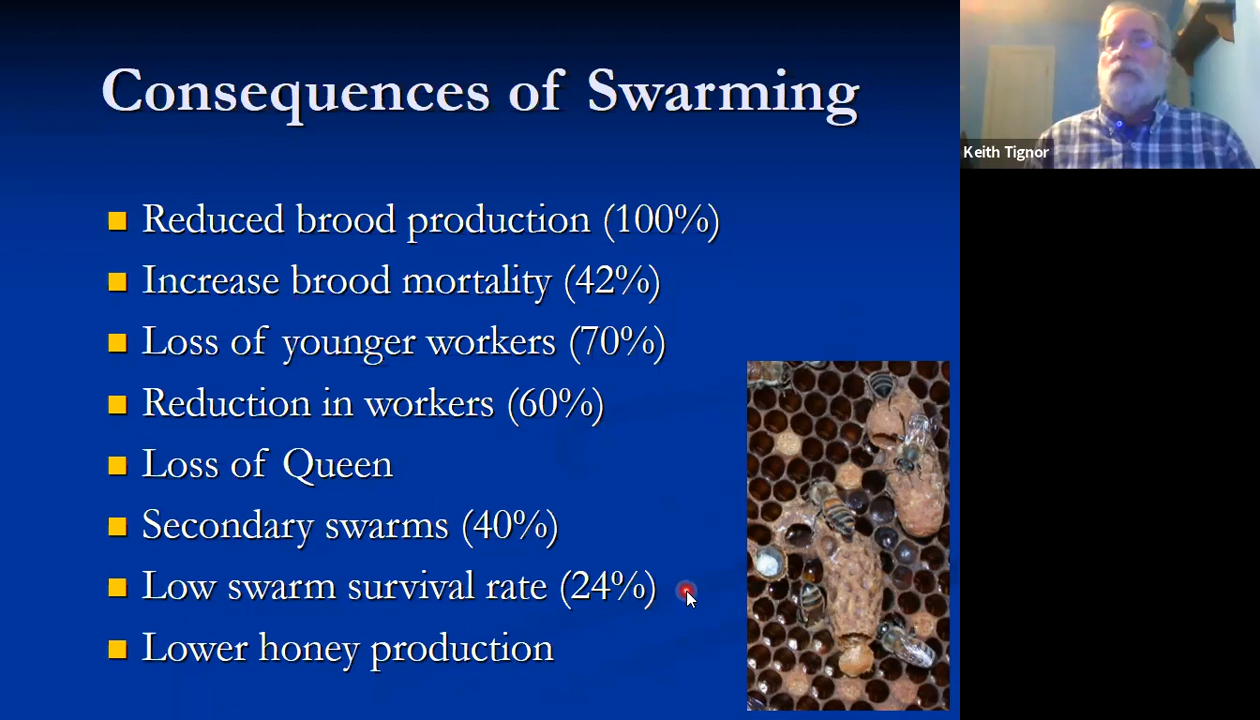 Consequences of Swarming
Reduced brood production (100%)
Increase brood mortality (42%)
Loss of younger workers (70%)
Reduction in workers (60%)
Loss of Queen
Secondary swarms (40%)
Low swarm survival rate (24%)
Lower honey production
Keith Tignor